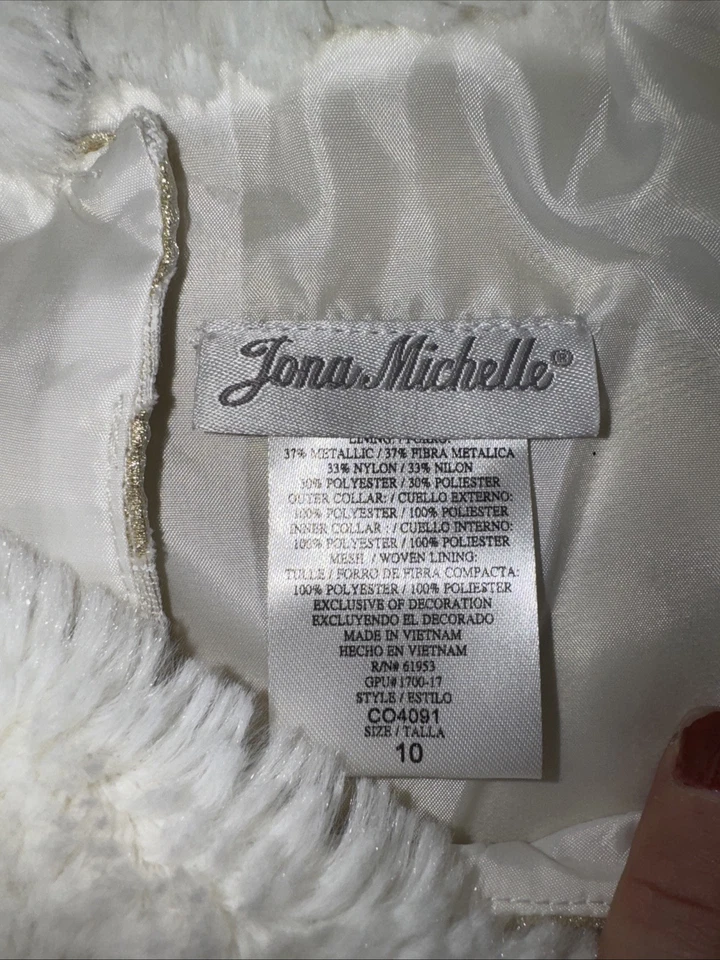 Jona Michelle®
LINING: / FORRO:
37% METALLIC / 37% FIBRA METALICA
33% NYLON / 33% NILON
30% POLYESTER / 30% POLIESTER
OUTER COLLAR: / CUELLO EXTERNO:
100% POLYESTER / 100% POLIESTER
INNER COLLAR : / CUELLO INTERNO:
100% POLYESTER / 100% POLIESTER
MESH / WOVEN LINING:
TULLE / FORRO DE FIBRA COMPACTA:
100% POLYESTER / 100% POLIESTER
EXCLUSIVE OF DECORATION
EXCLUYENDO EL DECORADO
MADE IN VIETNAM
HECHO EN VIETNAM
R/N# 61953
GPU# 1700-17
STYLE / ESTILO
CO4091
SIZE / TALLA
10